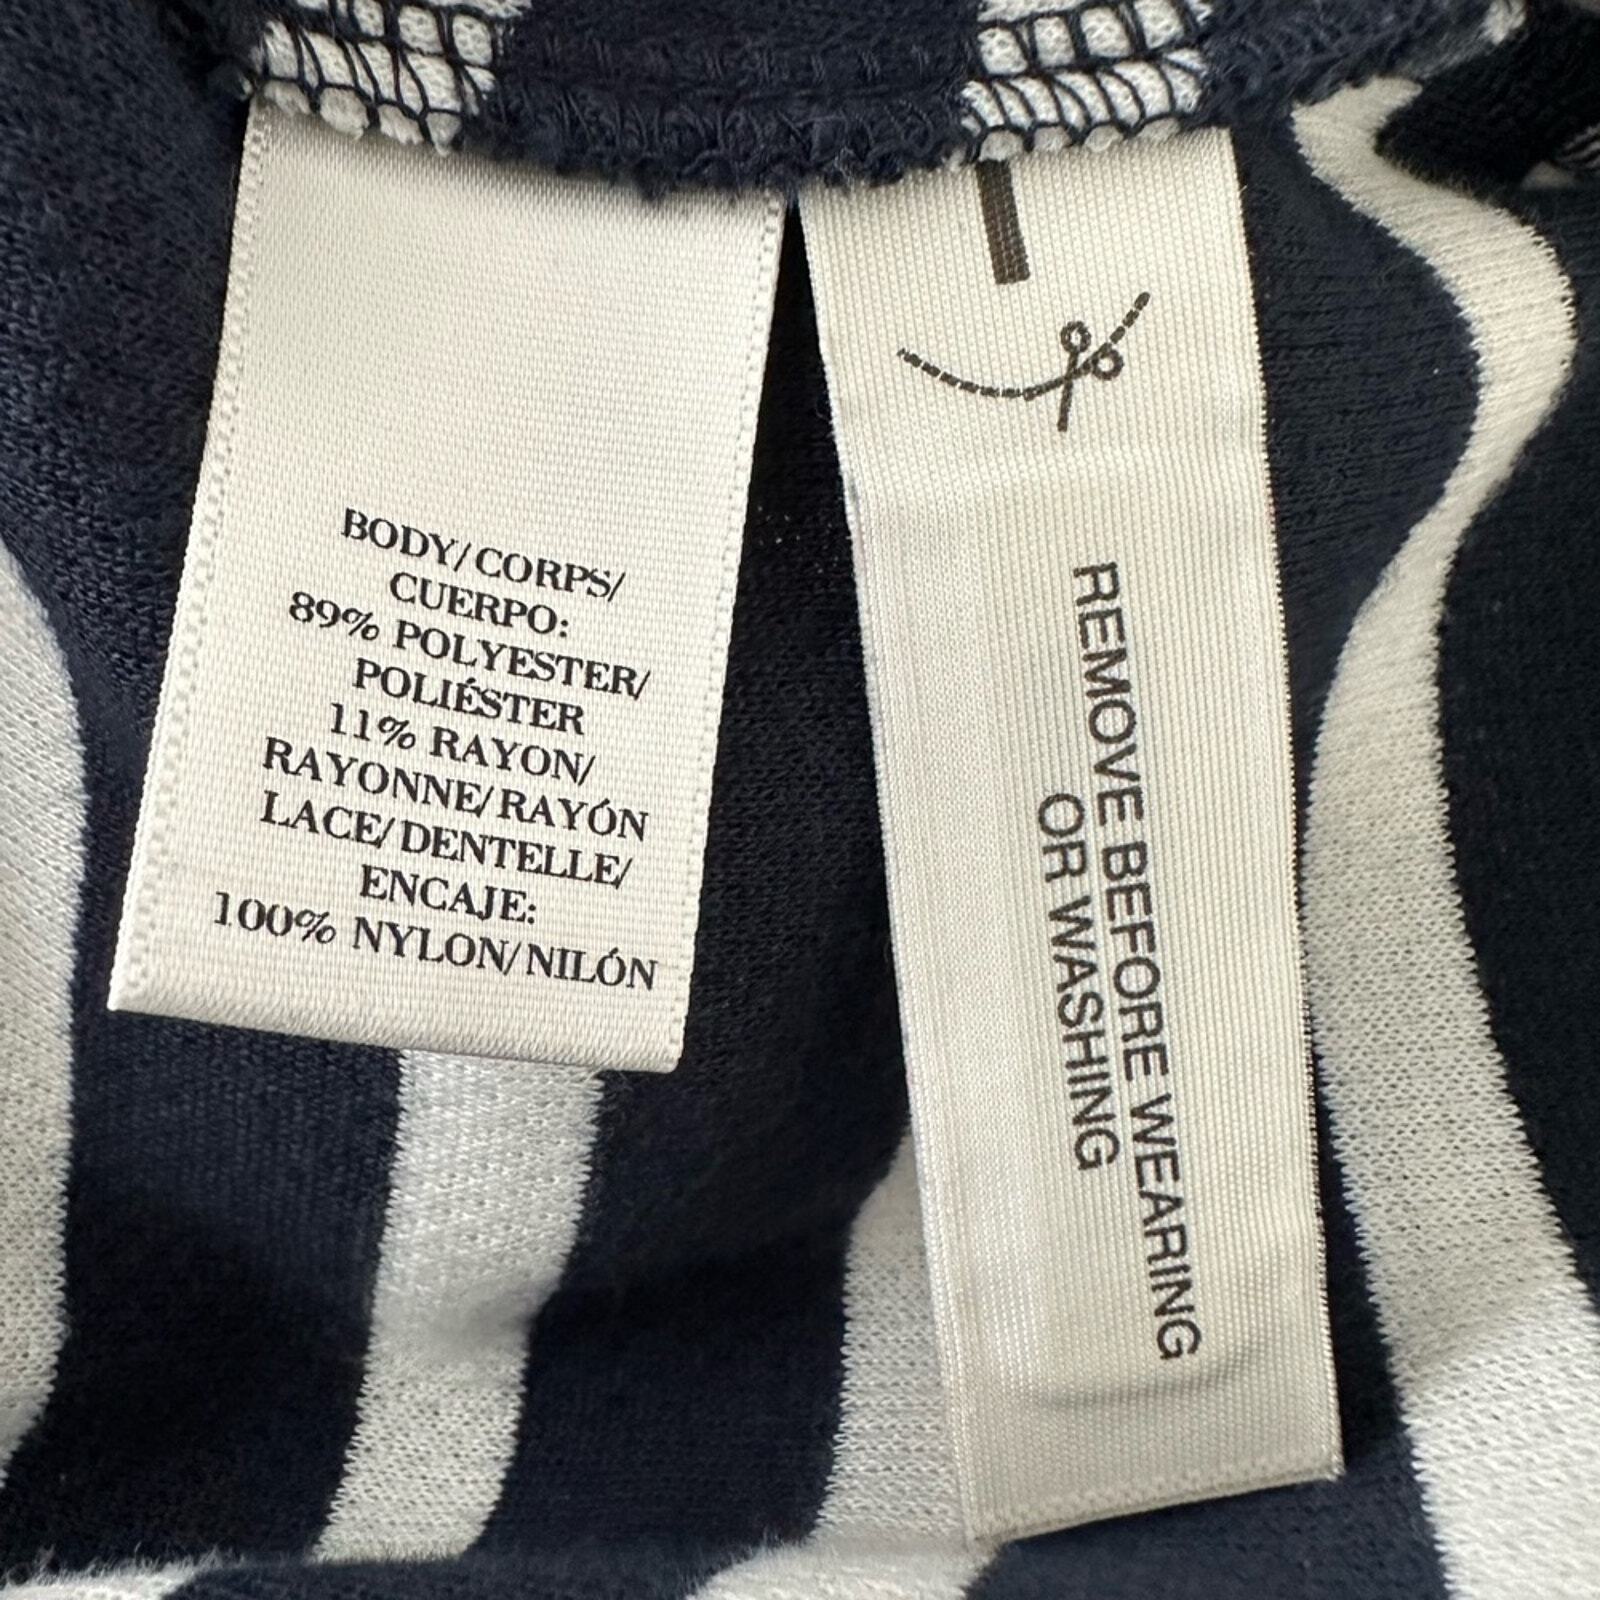 BODY/CORPS/
CUERPO:
89% POLYESTER/
POLIÉSTER
11% RAYON/
RAYONNE/RAYÓN
LACE/DENTELLE/
ENCAJE:
100% NYLON/NILÓN
REMOVE BEFORE WEARING
OR WASHING